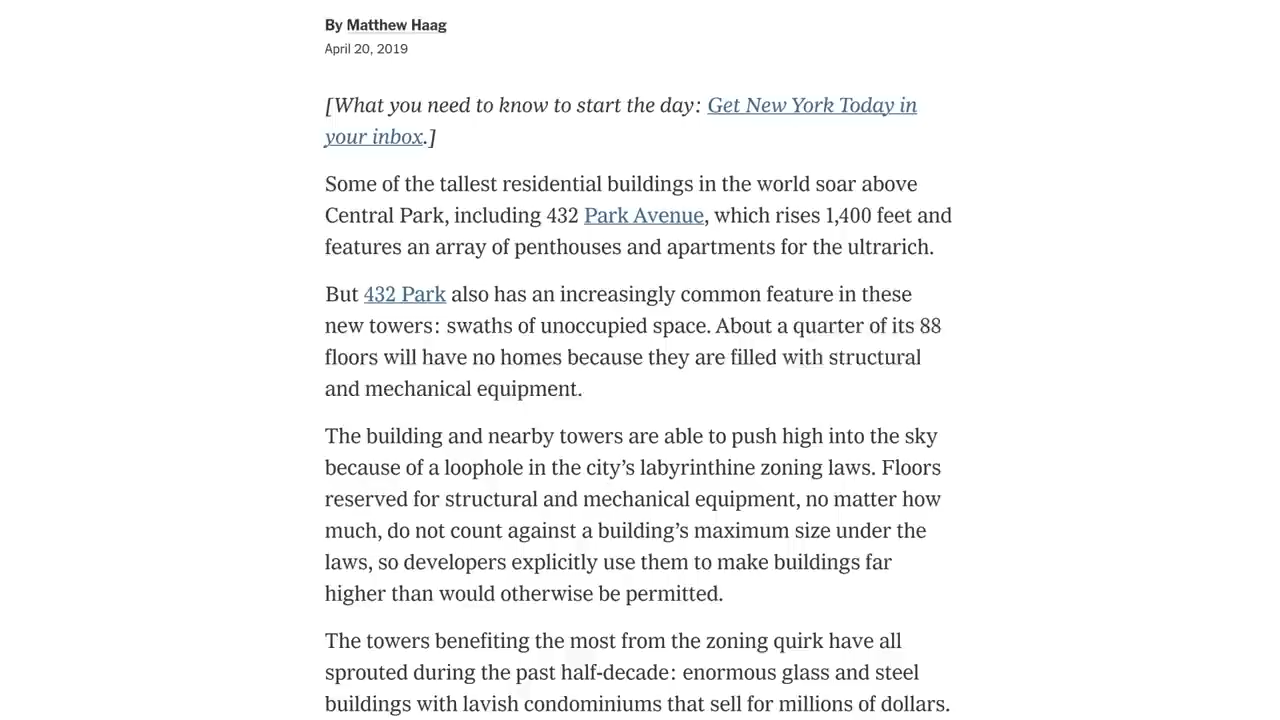 By Matthew Haag
April 20, 2019
[What you need to know to start the day: Get New York Today in
your inbox.]
Some of the tallest residential buildings in the world soar above
Central Park, including 432 Park Avenue, which rises 1,400 feet and
features an array of penthouses and apartments for the ultrarich.
But 432 Park also has an increasingly common feature in these
new towers: swaths of unoccupied space. About a quarter of its 88
floors will have no homes because they are filled with structural
and mechanical equipment.
The building and nearby towers are able to push high into the sky
because of a loophole in the city’s labyrinthine zoning laws. Floors
reserved for structural and mechanical equipment, no matter how
much, do not count against a building’s maximum size under the
laws, so developers explicitly use them to make buildings far
higher than would otherwise be permitted.
The towers benefiting the most from the zoning quirk have all
sprouted during the past half-decade: enormous glass and steel
buildings with lavish condominiums that sell for millions of dollars.